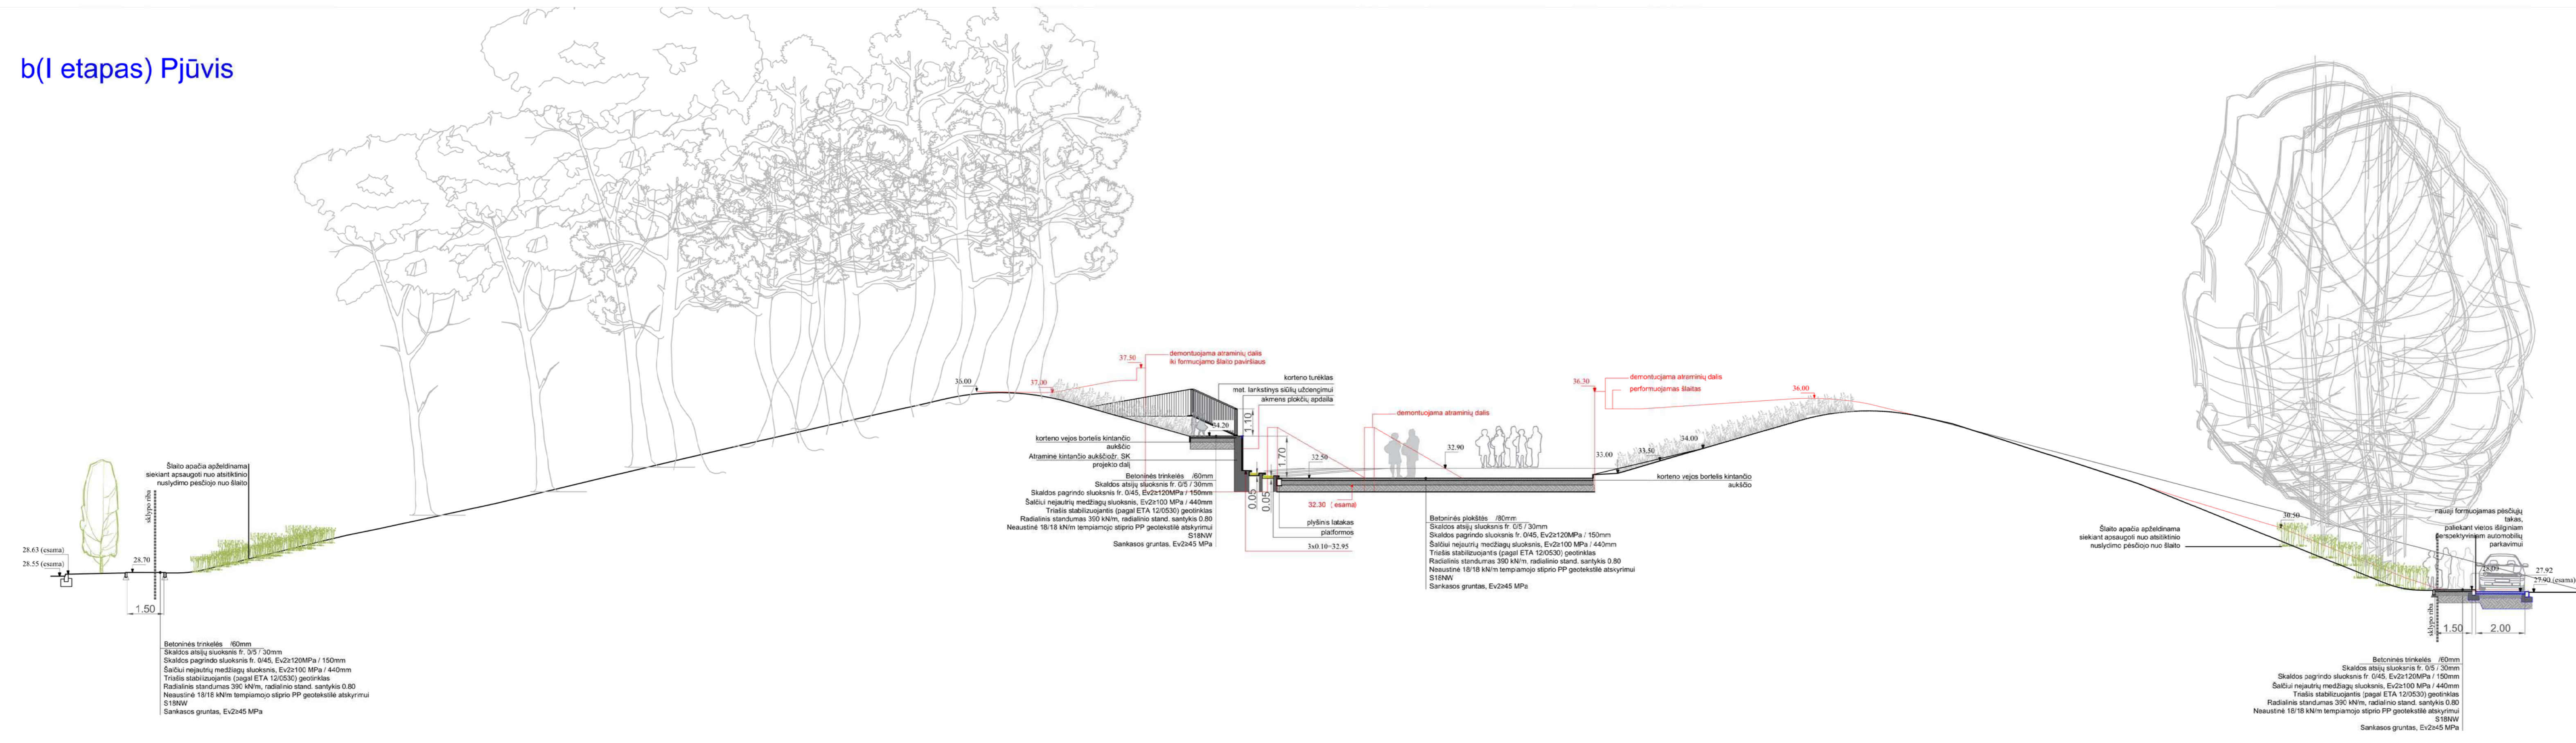 b(I etapas) Pjūvis
37.50
demontuojama atraminių dalis
iki formuojamo šlaito paviršiaus
36.00
37.00
korteno turėklas
met. lankstinys siūlių uždengimui
akmens plokčių apdaila
34.20
1.10
korteno vejos bortelis kintančio
aukščio
Atraminė kintančio aukščiožr. SK
projekto dalį
Betoninės trinkelės /60mm
Skaldos atsijų sluoksnis fr. 0/5 / 30mm
Skaldos pagrindo sluoksnis fr. 0/45, Ev2≥120MPa / 150mm
Šalčiui nejautrių medžiagų sluoksnis, Ev2≥100 MPa / 440mm
Triašis stabilizuojantis (pagal ETA 12/0530) geotinklas
Radialinis standumas 390 kN/m, radialinio stand. santykis 0.80
Neaustinė 18/18 kN/m tempiamojo stiprio PP geotekstilė atskyrimui
S18NW
Sankasos gruntas, Ev2≥45 MPa
1.70
0.05
0.05
demontuojama atraminių dalis
32.50
32.90
32.30 (esama)
plyšinis latakas
platformos
3x0.10=32.95
36.30
demontuojama atraminių dalis
performuojamas šlaitas
36.00
33.00
33.50
34.00
korteno vejos bortelis kintančio
aukščio
Betoninės plokštės /80mm
Skaldos atsijų sluoksnis fr. 0/5 / 30mm
Skaldos pagrindo sluoksnis fr. 0/45, Ev2≥120MPa / 150mm
Šalčiui nejautrių medžiagų sluoksnis, Ev2≥100 MPa / 440mm
Triašis stabilizuojantis (pagal ETA 12/0530) geotinklas
Radialinis standumas 390 kN/m, radialinio stand. santykis 0.80
Neaustinė 18/18 kN/m tempiamojo stiprio PP geotekstilė atskyrimui
S18NW
Sankasos gruntas, Ev2≥45 MPa
Šlaito apačia apželdinama
siekiant apsaugoti nuo atsitiktinio
nuslydimo pėsčiojo nuo šlaito
sklypo riba
28.63 (esama)
28.55 (esama)
28.70
1.50
Betoninės trinkelės /60mm
Skaldos atsijų sluoksnis fr. 0/5 / 30mm
Skaldos pagrindo sluoksnis fr. 0/45, Ev2≥120MPa / 150mm
Šalčiui nejautrių medžiagų sluoksnis, Ev2≥100 MPa / 440mm
Triašis stabilizuojantis (pagal ETA 12/0530) geotinklas
Radialinis standumas 390 kN/m, radialinio stand. santykis 0.80
Neaustinė 18/18 kN/m tempiamojo stiprio PP geotekstilė atskyrimui
S18NW
Sankasos gruntas, Ev2≥45 MPa
Šlaito apačia apželdinama
siekiant apsaugoti nuo atsitiktinio
nuslydimo pėsčiojo nuo šlaito
30.50
naujai formuojamas pėsčiųjų
takas,
paliekant vietos išilginiam
perspektyviniam automobilių
parkavimui
28.03
27.92
27.90 (esama)
sklypo riba
1.50
2.00
Betoninės trinkelės /60mm
Skaldos atsijų sluoksnis fr. 0/5 / 30mm
Skaldos pagrindo sluoksnis fr. 0/45, Ev2≥120MPa / 150mm
Šalčiui nejautrių medžiagų sluoksnis, Ev2≥100 MPa / 440mm
Triašis stabilizuojantis (pagal ETA 12/0530) geotinklas
Radialinis standumas 390 kN/m, radialinio stand. santykis 0.80
Neaustinė 18/18 kN/m tempiamojo stiprio PP geotekstilė atskyrimui
S18NW
Sankasos gruntas, Ev2≥45 MPa